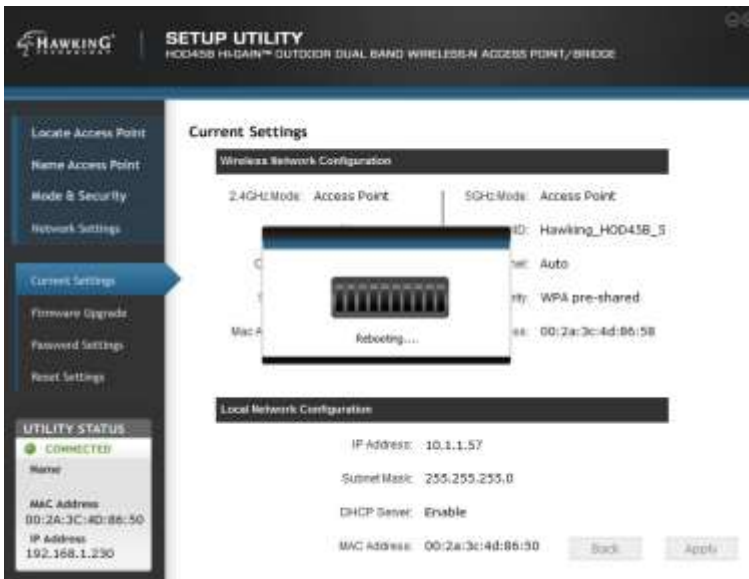 HAWKING
TECHNOLOGY
SETUP UTILITY
HOD45B HI-GAIN™ OUTDOOR DUAL BAND WIRELESS-N ACCESS POINT/BRIDGE
Locate Access Point
Name Access Point
Mode & Security
Network Settings
Current Settings
Firmware Upgrade
Password Settings
Reset Settings
UTILITY STATUS
CONNECTED
Name
MAC Address
00:2A:3C:4D:86:50
IP Address
192.168.1.230
Current Settings
Wireless Network Configuration
2.4GHz Mode: Access Point
5GHz Mode: Access Point
ID: Hawking_HOD45B_5
Auto
WPA pre-shared
Mac A
00:2a:3c:4d:86:58
Rebooting....
Local Network Configuration
IP Address: 10.1.1.57
Subnet Mask: 255.255.255.0
DHCP Server: Enable
MAC Address: 00:2a:3c:4d:86:50
Back
Apply